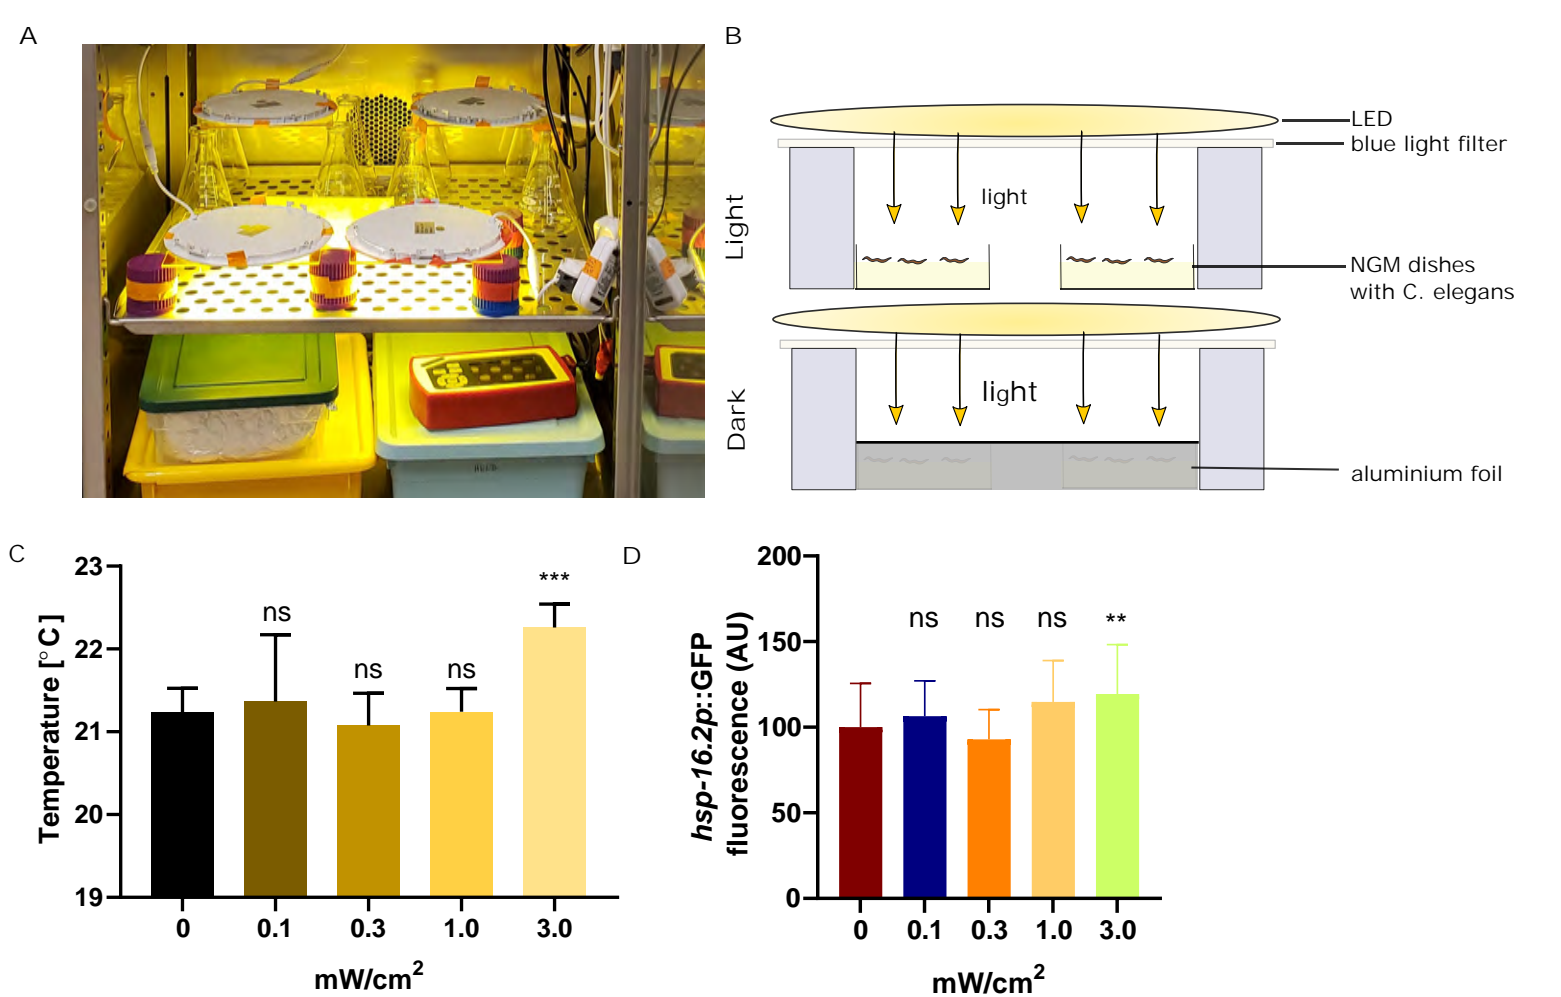 A
B
LED
blue light filter
light
Light
NGM dishes
with C. elegans
light
Dark
aluminium foil
C
Temperature [°C]
23
22
21
20
19
ns
ns
ns
***
0 0.1 0.3 1.0 3.0
mW/cm2
D
hsp-16.2p::GFP
fluorescence (AU)
200
150
100
50
0
ns ns ns **
0 0.1 0.3 1.0 3.0
mW/cm2